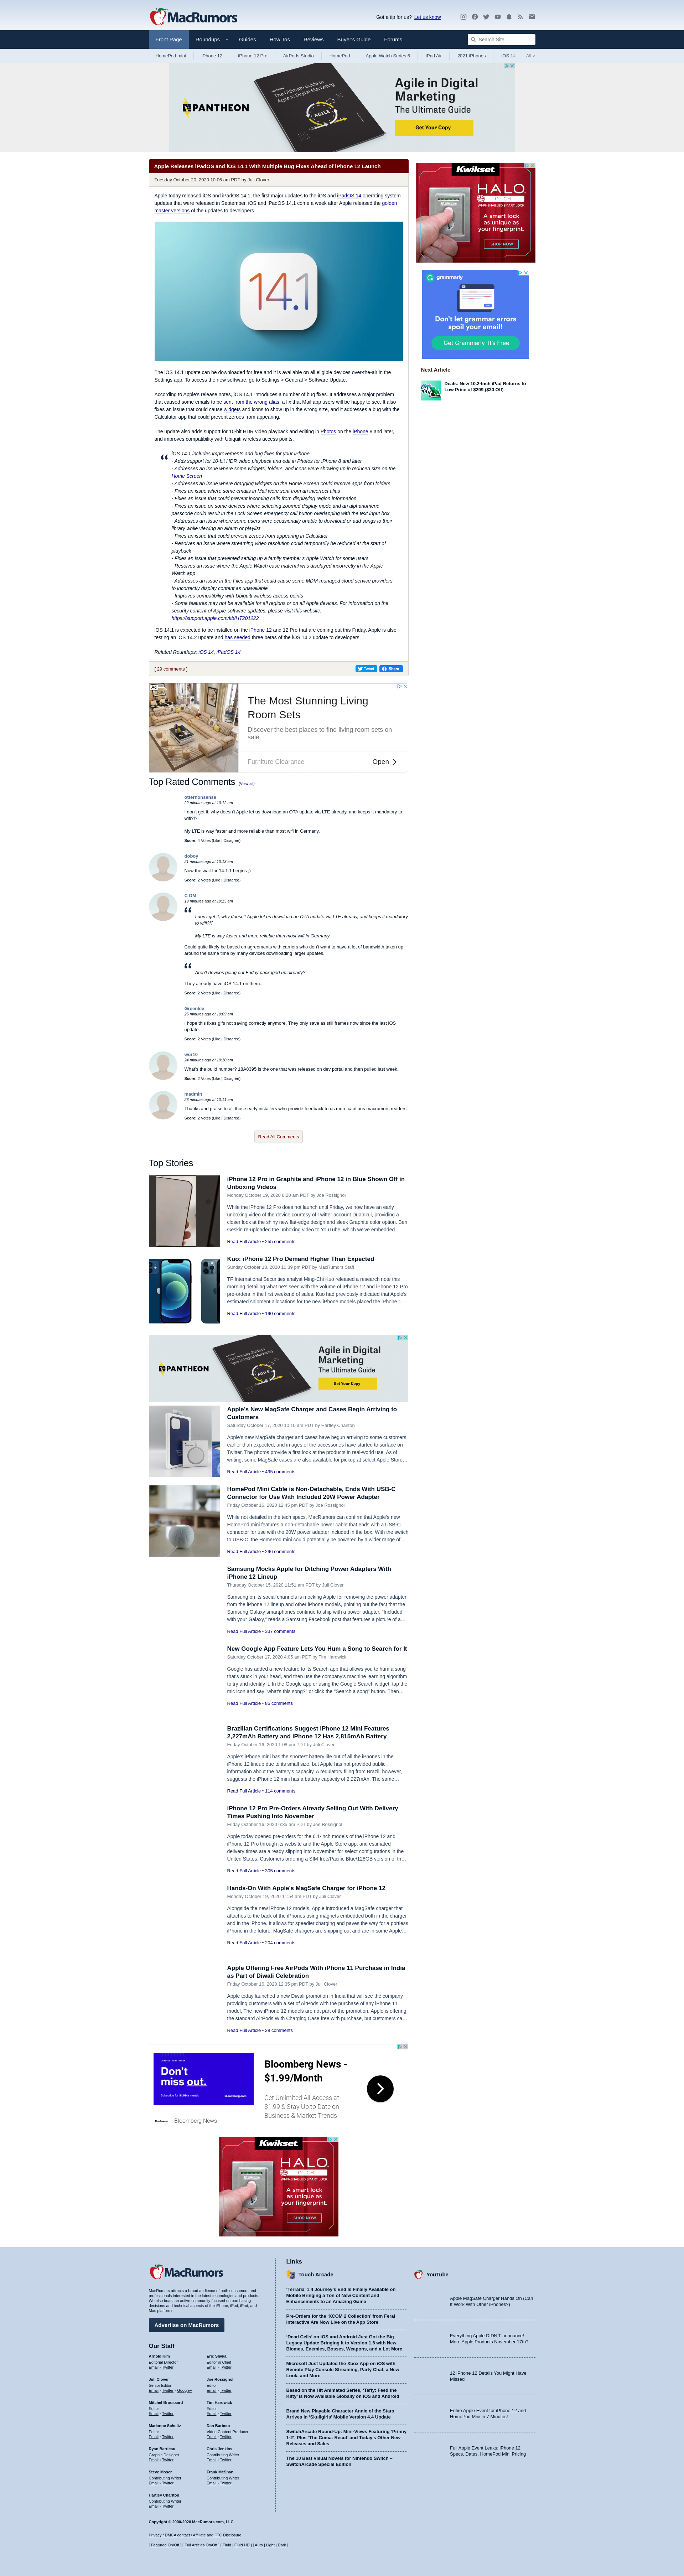 MacRumors
Got a tip for us? Let us know
Front Page Roundups Guides How Tos Reviews Buyer's Guide Forums Search Site...
HomePod mini iPhone 12 iPhone 12 Pro AirPods Studio HomePod Apple Watch Series 6 iPad Air 2021 iPhones iOS 1 All >
PANTHEON
Agile in Digital
Marketing
The Ultimate Guide
Get Your Copy
Apple Releases iPadOS and iOS 14.1 With Multiple Bug Fixes Ahead of iPhone 12 Launch
Tuesday October 20, 2020 10:06 am PDT by Juli Clover
Apple today released iOS and iPadOS 14.1, the first major updates to the iOS and iPadOS 14 operating system
updates that were released in September. iOS and iPadOS 14.1 come a week after Apple released the golden
master versions of the updates to developers.
14.1
The iOS 14.1 update can be downloaded for free and it is available on all eligible devices over-the-air in the
Settings app. To access the new software, go to Settings > General > Software Update.
According to Apple's release notes, iOS 14.1 introduces a number of bug fixes. It addresses a major problem
that caused some emails to be sent from the wrong alias, a fix that Mail app users will be happy to see. It also
fixes an issue that could cause widgets and icons to show up in the wrong size, and addresses a bug with the
Calculator app that could prevent zeros from appearing.
The update also adds support for 10-bit HDR video playback and editing in Photos on the iPhone 8 and later,
and improves compatibility with Ubiquiti wireless access points.
iOS 14.1 includes improvements and bug fixes for your iPhone.
- Adds support for 10-bit HDR video playback and edit in Photos for iPhone 8 and later
- Addresses an issue where some widgets, folders, and icons were showing up in reduced size on the
Home Screen
- Addresses an issue where dragging widgets on the Home Screen could remove apps from folders
- Fixes an issue where some emails in Mail were sent from an incorrect alias
- Fixes an issue that could prevent incoming calls from displaying region information
- Fixes an issue on some devices where selecting zoomed display mode and an alphanumeric
passcode could result in the Lock Screen emergency call button overlapping with the text input box
- Addresses an issue where some users were occasionally unable to download or add songs to their
library while viewing an album or playlist
- Fixes an issue that could prevent zeros from appearing in Calculator
- Resolves an issue where streaming video resolution could temporarily be reduced at the start of
playback
- Fixes an issue that prevented setting up a family member's Apple Watch for some users
- Resolves an issue where the Apple Watch case material was displayed incorrectly in the Apple
Watch app
- Addresses an issue in the Files app that could cause some MDM-managed cloud service providers
to incorrectly display content as unavailable
- Improves compatibility with Ubiquiti wireless access points
- Some features may not be available for all regions or on all Apple devices. For information on the
security content of Apple software updates, please visit this website:
https://support.apple.com/kb/HT201222
iOS 14.1 is expected to be installed on the iPhone 12 and 12 Pro that are coming out this Friday. Apple is also
testing an iOS 14.2 update and has seeded three betas of the iOS 14.2 update to developers.
Related Roundups: iOS 14, iPadOS 14
[ 29 comments ]
Tweet Share
Kwikset
HALO
TOUCH
WI-FI-ENABLED SMART LOCK
A smart lock
as unique as
your fingerprint.
SHOP NOW
grammarly
Don't let grammar errors
spoil your email!
Get Grammarly It's Free
Next Article
Deals: New 10.2-Inch iPad Returns to
Low Price of $299 ($30 Off)
Ad
The Most Stunning Living
Room Sets
Discover the best places to find living room sets on
sale.
Furniture Clearance Open
Top Rated Comments (View all)
otternonsense
22 minutes ago at 10:12 am
I don't get it, why doesn't Apple let us download an OTA update via LTE already, and keeps it mandatory to
wifi?!?
My LTE is way faster and more reliable than most wifi in Germany.
Score: 4 Votes (Like | Disagree)
doboy
21 minutes ago at 10:13 am
Now the wait for 14.1.1 begins ;)
Score: 2 Votes (Like | Disagree)
C DM
19 minutes ago at 10:15 am
I don't get it, why doesn't Apple let us download an OTA update via LTE already, and keeps it mandatory
to wifi?!?
My LTE is way faster and more reliable than most wifi in Germany.
Could quite likely be based on agreements with carriers who don't want to have a lot of bandwidth taken up
around the same time by many devices downloading larger updates.
Aren't devices going out Friday packaged up already?
They already have iOS 14.1 on them.
Score: 2 Votes (Like | Disagree)
Greenlee
25 minutes ago at 10:09 am
I hope this fixes gifs not saving correctly anymore. They only save as still frames now since the last iOS
update.
Score: 2 Votes (Like | Disagree)
wur10
24 minutes ago at 10:10 am
What's the build number? 18A8395 is the one that was released on dev portal and then pulled last week.
Score: 2 Votes (Like | Disagree)
madmin
23 minutes ago at 10:11 am
Thanks and praise to all those early installers who provide feedback to us more cautious macrumors readers
Score: 2 Votes (Like | Disagree)
Read All Comments
Top Stories
iPhone 12 Pro in Graphite and iPhone 12 in Blue Shown Off in
Unboxing Videos
Monday October 19, 2020 9:20 am PDT by Joe Rossignol
While the iPhone 12 Pro does not launch until Friday, we now have an early
unboxing video of the device courtesy of Twitter account Duanifisi, providing a
closer look at the shiny new flat-edge design and sleek Graphite color option. Ben
Geskin re-uploaded the unboxing video to YouTube, which we've embedded...
Read Full Article • 255 comments
Kuo: iPhone 12 Pro Demand Higher Than Expected
Sunday October 18, 2020 10:39 pm PDT by MacRumors Staff
TF International Securities analyst Ming-Chi Kuo released a research note this
morning detailing what he's seen with the volume of iPhone 12 and iPhone 12 Pro
pre-orders in the first weekend of sales. Kuo had previously indicated that Apple's
estimated shipment allocations for the new iPhone models placed the iPhone 1...
Read Full Article • 190 comments
PANTHEON
Agile in Digital
Marketing
The Ultimate Guide
Get Your Copy
Apple's New MagSafe Charger and Cases Begin Arriving to
Customers
Saturday October 17, 2020 10:10 am PDT by Hartley Charlton
Apple's new MagSafe charger and cases have begun arriving to some customers
earlier than expected, and images of the accessories have started to surface on
Twitter. The photos provide a first look at the products in real-world use. As of
writing, some MagSafe cases are also available for pickup at select Apple Store...
Read Full Article • 495 comments
HomePod Mini Cable is Non-Detachable, Ends With USB-C
Connector for Use With Included 20W Power Adapter
Friday October 16, 2020 12:45 pm PDT by Joe Rossignol
While not detailed in the tech specs, MacRumors can confirm that Apple's new
HomePod mini features a non-detachable power cable that ends with a USB-C
connector for use with the 20W power adapter included in the box. With the switch
to USB-C, the HomePod mini could potentially be powered by a wider range of...
Read Full Article • 296 comments
Samsung Mocks Apple for Ditching Power Adapters With
iPhone 12 Lineup
Thursday October 15, 2020 11:51 am PDT by Juli Clover
Samsung on its social channels is mocking Apple for removing the power adapter
from the iPhone 12 lineup and other iPhone models, pointing out the fact that the
Samsung Galaxy smartphones continue to ship with a power adapter. "Included
with your Galaxy," reads a Samsung Facebook post that features a picture of a...
Read Full Article • 337 comments
New Google App Feature Lets You Hum a Song to Search for It
Saturday October 17, 2020 4:05 am PDT by Tim Hardwick
Google has added a new feature to its Search app that allows you to hum a song
that's stuck in your head, and then use the company's machine learning algorithm
to try and identify it. In the Google app or using the Google Search widget, tap the
mic icon and say "what's this song?" or click the "Search a song" button. Then...
Read Full Article • 65 comments
Brazilian Certifications Suggest iPhone 12 Mini Features
2,227mAh Battery and iPhone 12 Has 2,815mAh Battery
Friday October 16, 2020 1:08 pm PDT by Juli Clover
Apple's iPhone mini has the shortest battery life out of all the iPhones in the
iPhone 12 lineup due to its small size, but Apple has not provided public
information about the battery's capacity. A regulatory filing from Brazil, however,
suggests the iPhone 12 mini has a battery capacity of 2,227mAh. The same...
Read Full Article • 114 comments
iPhone 12 Pro Pre-Orders Already Selling Out With Delivery
Times Pushing Into November
Friday October 16, 2020 6:35 am PDT by Joe Rossignol
Apple today opened pre-orders for the 6.1-inch models of the iPhone 12 and
iPhone 12 Pro through its website and the Apple Store app, and estimated
delivery times are already slipping into November for select configurations in the
United States. Customers ordering a SIM-free/Pacific Blue/128GB version of th...
Read Full Article • 305 comments
Hands-On With Apple's MagSafe Charger for iPhone 12
Monday October 19, 2020 11:54 am PDT by Juli Clover
Alongside the new iPhone 12 models, Apple introduced a MagSafe charger that
attaches to the back of the iPhones using magnets embedded both in the charger
and in the iPhone. It allows for speedier charging and paves the way for a portless
iPhone in the future. MagSafe chargers are shipping out and are in some Apple...
Read Full Article • 204 comments
Apple Offering Free AirPods With iPhone 11 Purchase in India
as Part of Diwali Celebration
Friday October 16, 2020 12:35 pm PDT by Juli Clover
Apple today launched a new Diwali promotion in India that will see the company
providing customers with a set of AirPods with the purchase of any iPhone 11
model. The new iPhone 12 models are not part of the promotion. Apple is offering
the standard AirPods With Charging Case free with purchase, but customers ca...
Read Full Article • 28 comments
Don't
miss out.
Bloomberg.com
Bloomberg News -
$1.99/Month
Get Unlimited All-Access at
$1.99 & Stay Up to Date on
Business & Market Trends
Bloomberg News
Kwikset
HALO
TOUCH
WI-FI-ENABLED SMART LOCK
A smart lock
as unique as
your fingerprint.
SHOP NOW
MacRumors
MacRumors attracts a broad audience of both consumers and
professionals interested in the latest technologies and products.
We also boast an active community focused on purchasing
decisions and technical aspects of the iPhone, iPod, iPad, and
Mac platforms.
Advertise on MacRumors
Our Staff
Arnold Kim
Editorial Director
Email • Twitter
Eric Slivka
Editor in Chief
Email • Twitter
Juli Clover
Senior Editor
Email • Twitter • Google+
Joe Rossignol
Editor
Email • Twitter
Mitchel Broussard
Editor
Email • Twitter
Tim Hardwick
Editor
Email • Twitter
Marianne Schultz
Editor
Email • Twitter
Dan Barbera
Video Content Producer
Email • Twitter
Ryan Barrieau
Graphic Designer
Email • Twitter
Chris Jenkins
Contributing Writer
Email • Twitter
Steve Moser
Contributing Writer
Email • Twitter
Frank McShan
Contributing Writer
Email • Twitter
Hartley Charlton
Contributing Writer
Email • Twitter
Links
Touch Arcade
'Terraria' 1.4 Journey's End Is Finally Available on
Mobile Bringing a Ton of New Content and
Enhancements to an Amazing Game
Pre-Orders for the 'XCOM 2 Collection' from Feral
Interactive Are Now Live on the App Store
'Dead Cells' on iOS and Android Just Got the Big
Legacy Update Bringing It to Version 1.8 with New
Biomes, Enemies, Bosses, Weapons, and a Lot More
Microsoft Just Updated the Xbox App on iOS with
Remote Play Console Streaming, Party Chat, a New
Look, and More
Based on the Hit Animated Series, 'Taffy: Feed the
Kitty' is Now Available Globally on iOS and Android
Brand New Playable Character Annie of the Stars
Arrives in 'Skullgirls' Mobile Version 4.4 Update
SwitchArcade Round-Up: Mini-Views Featuring 'Prinny
1-2', Plus 'The Coma: Recut' and Today's Other New
Releases and Sales
The 10 Best Visual Novels for Nintendo Switch –
SwitchArcade Special Edition
YouTube
Apple MagSafe Charger Hands On (Can
it Work With Other iPhones?)
Everything Apple DIDN'T announce!
More Apple Products November 17th?
12 iPhone 12 Details You Might Have
Missed
Entire Apple Event for iPhone 12 and
HomePod Mini in 7 Minutes!
Full Apple Event Leaks: iPhone 12
Specs, Dates, HomePod Mini Pricing
Copyright © 2000-2020 MacRumors.com, LLC.
Privacy | DMCA contact | Affiliate and FTC Disclosure
[ Featured On/Off ] [ Full Articles On/Off ] [ Fluid | Fluid HD ] [ Auto | Light | Dark ]